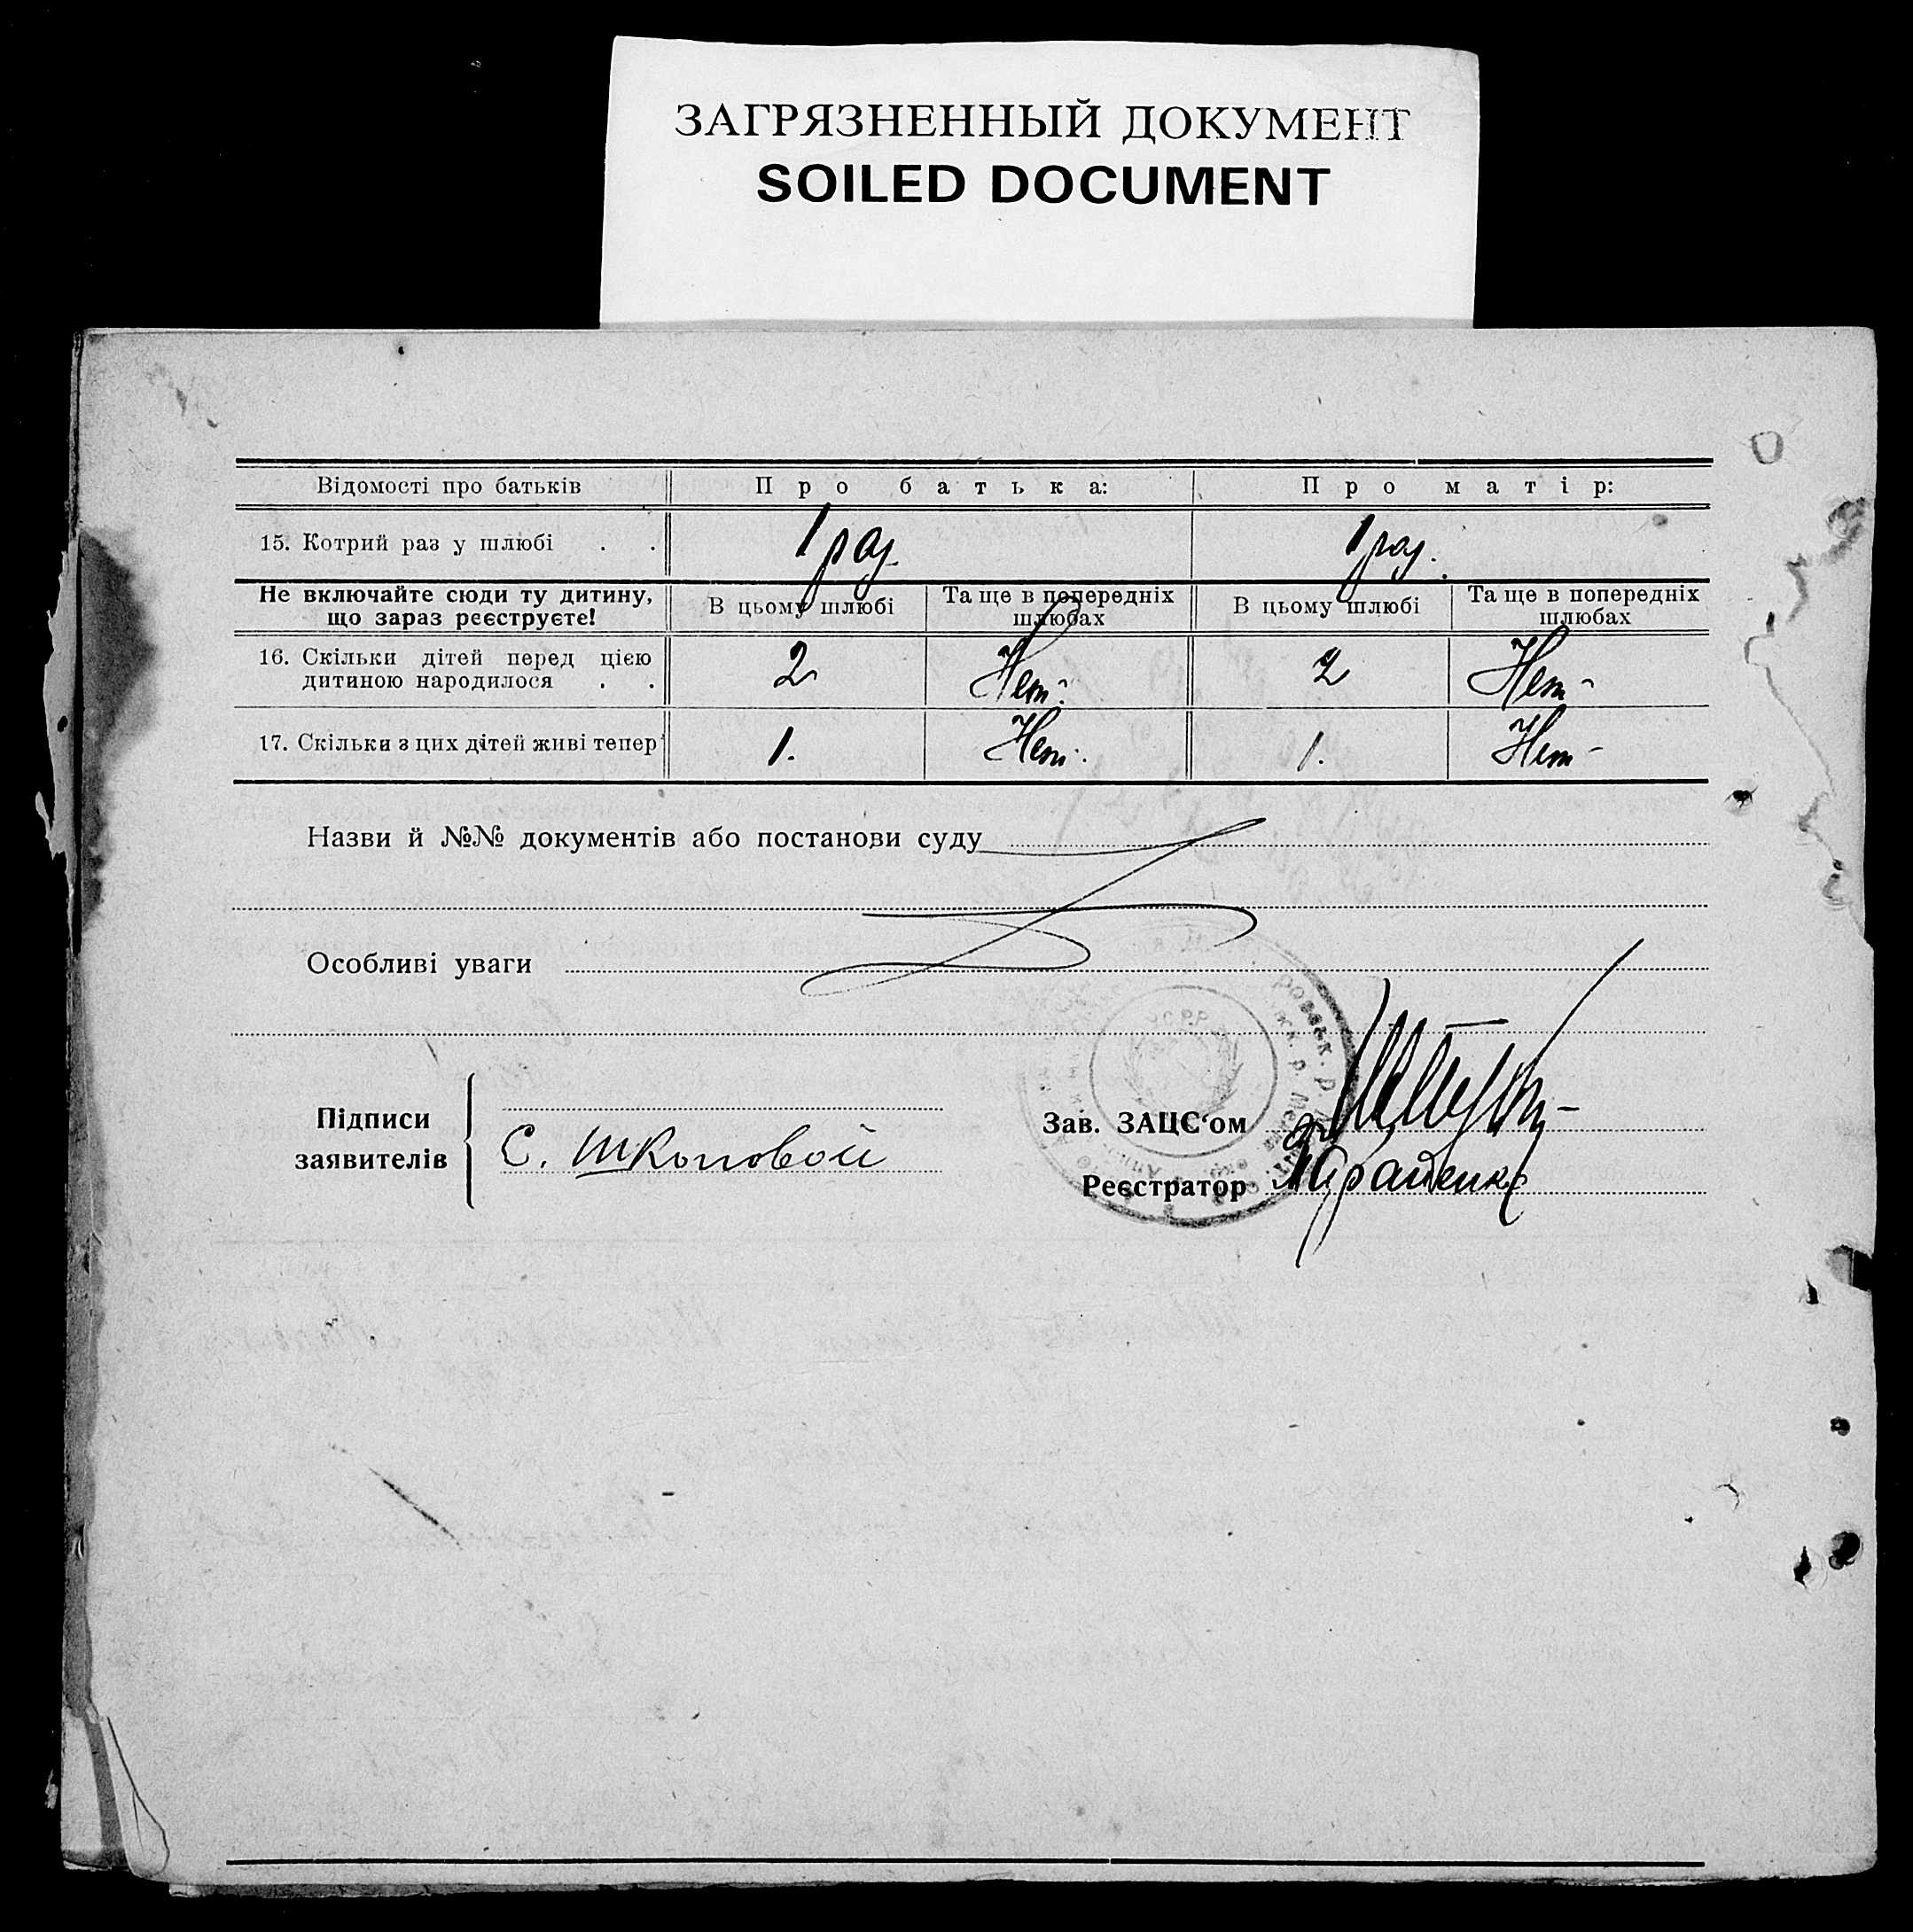 ЗАГРЯЗНЕННЫЙ ДОКУМЕНТ
SOILED DOCUMENT
Відомості про батьків Про батька: Про матір:
15. Котрий раз у шлюбі . . 1 раз. 1 раз.
Не включайте сюди ту дитину, що зараз реєструєте! В цьому шлюбі Та ще в попередніх шлюбах В цьому шлюбі Та ще в попередніх шлюбах
16. Скільки дітей перед цією
дитиною народилося . . 2 Нет. 2 Нет
17. Скільки з цих дітей живі тепер 1. Нет. 1. Нет
Назви й №№ документів або постанови суду
Особливі уваги
Підписи
заявителів
С. Шкоповой
Зав. ЗАЦС'ом
Реєстратор
УСРР